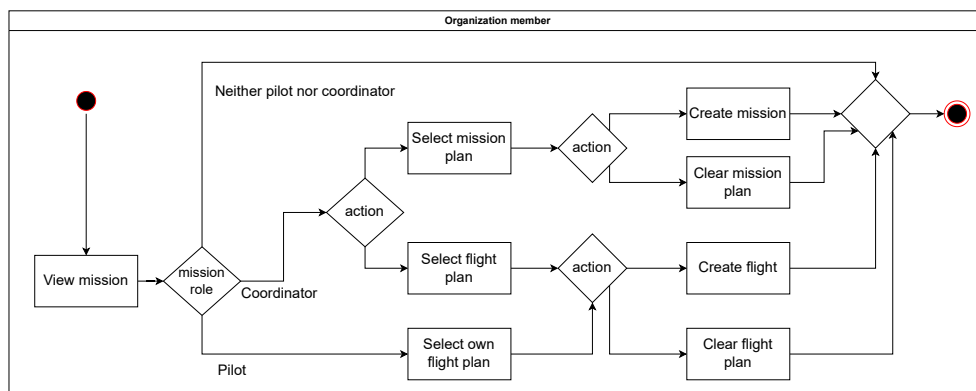 Organization member
Neither pilot nor coordinator
Create mission
Select mission
plan
action
Clear mission
plan
action
View mission
mission
role
Coordinator
Select flight
plan
action
Create flight
Select own
flight plan
Clear flight
plan
Pilot